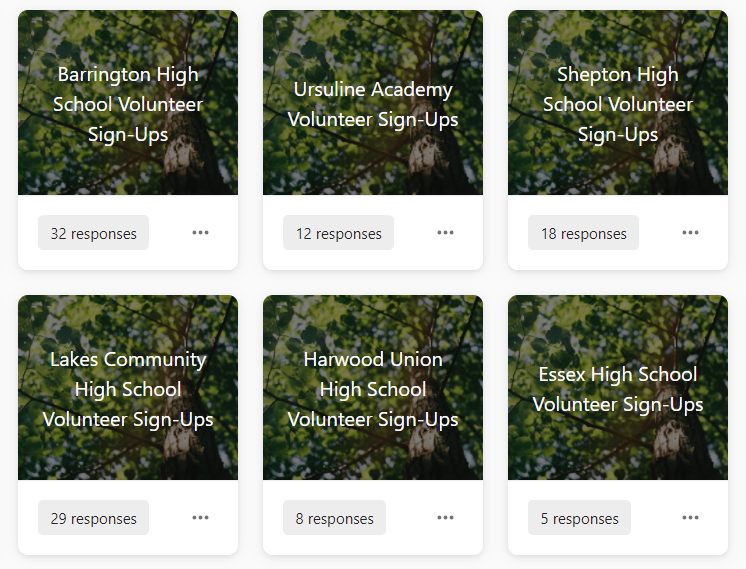 Barrington High
School Volunteer
Sign-Ups
32 responses
Ursuline Academy
Volunteer Sign-Ups
12 responses
Shepton High
School Volunteer
Sign-Ups
18 responses
Lakes Community
High School
Volunteer Sign-Ups
29 responses
Harwood Union
High School
Volunteer Sign-Ups
8 responses
Essex High School
Volunteer Sign-Ups
5 responses